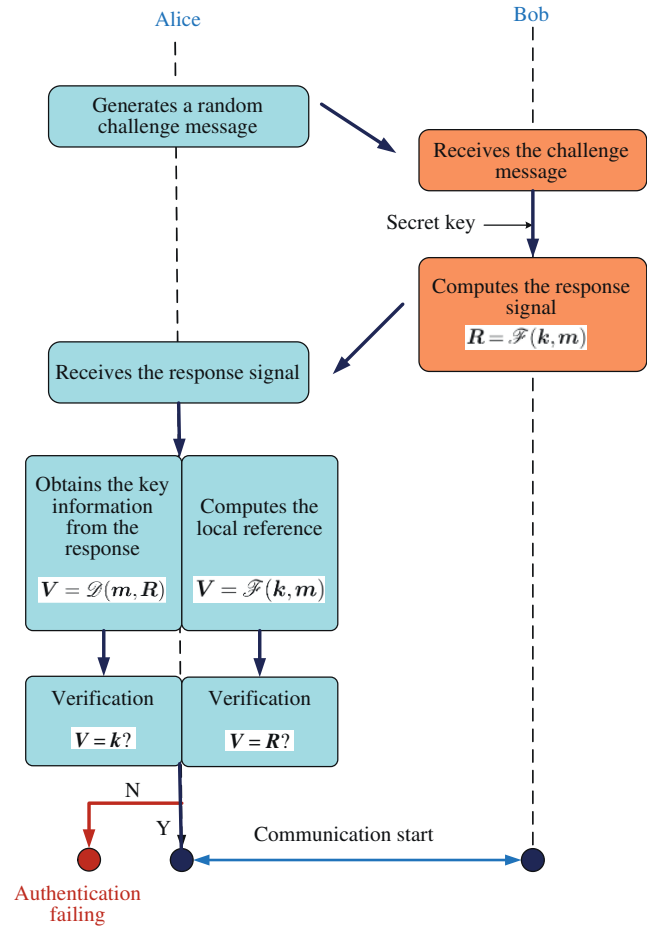 Alice
Bob
Generates a random
challenge message
Receives the challenge
message
Secret key
Computes the response
signal
R = ℱ(k, m)
Receives the response signal
Obtains the key
information
from the
response
V = 𝒟(m, R)
Computes the
local reference
V = ℱ(k, m)
Verification
V = k?
Verification
V = R?
N
Y
Communication start
Authentication
failing